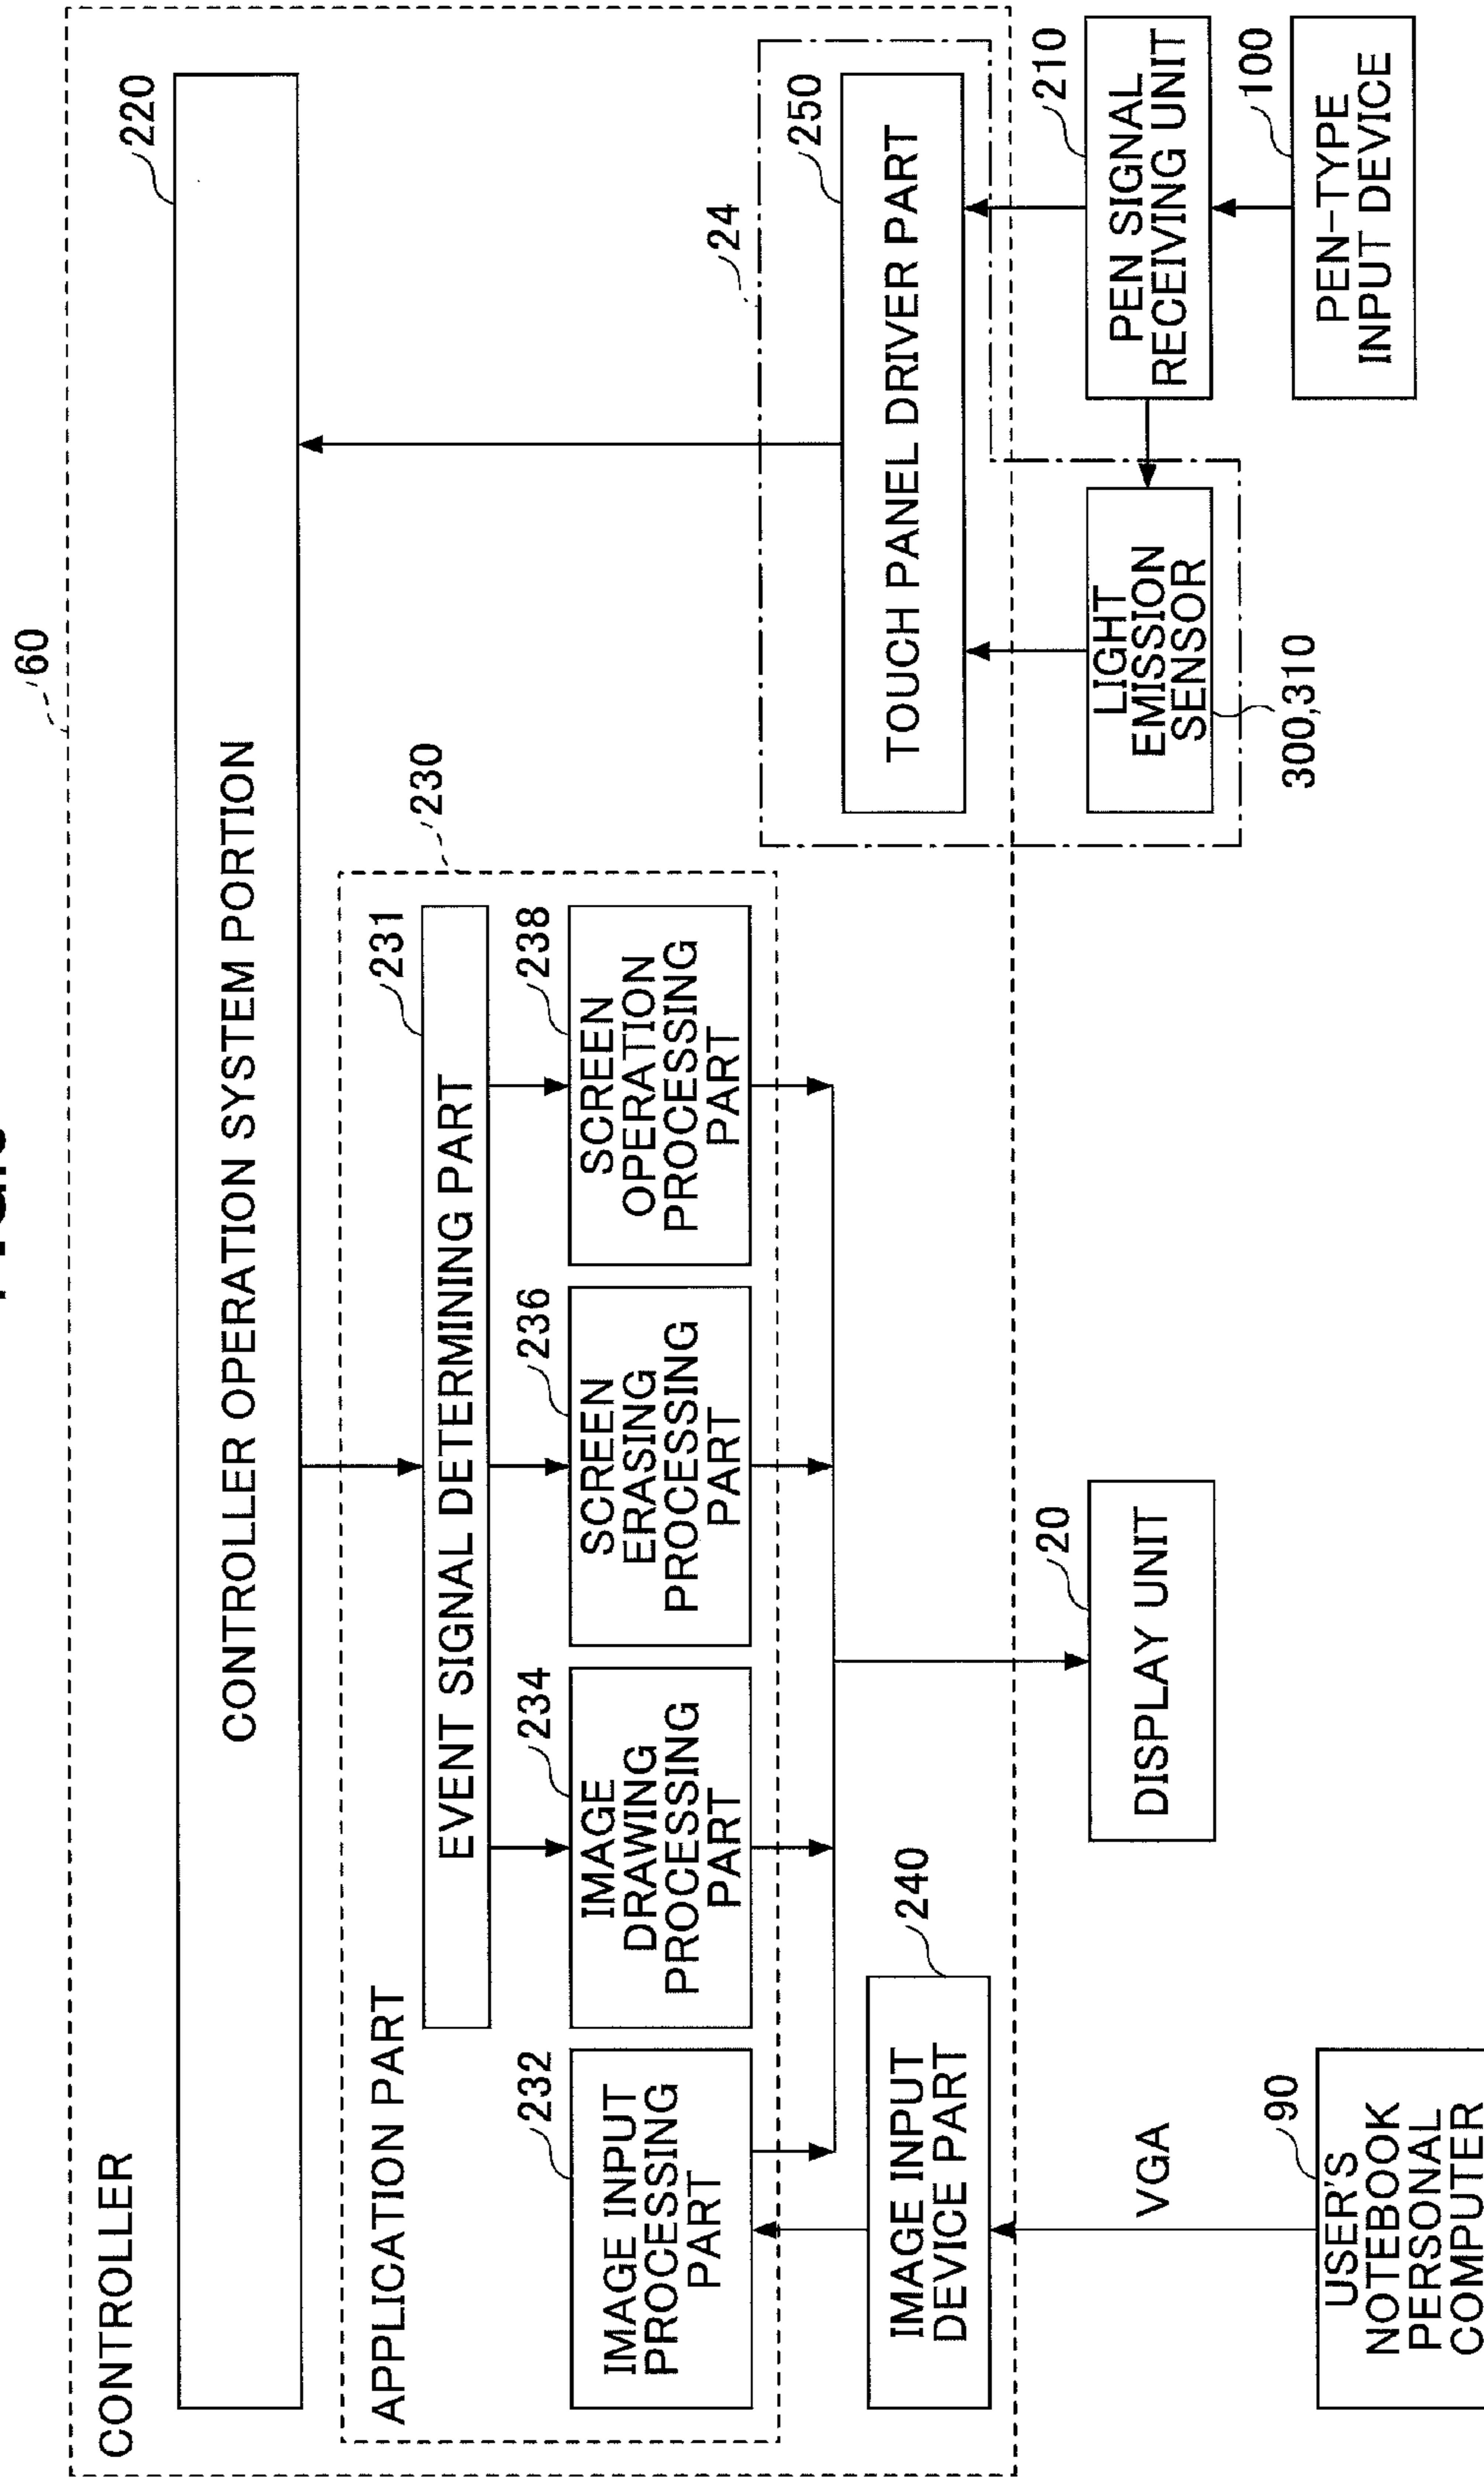 60
CONTROLLER
220
CONTROLLER OPERATION SYSTEM PORTION
230
APPLICATION PART
231
EVENT SIGNAL DETERMINING PART
232
IMAGE INPUT
PROCESSING
PART
234
IMAGE
DRAWING
PROCESSING
PART
236
SCREEN
ERASING
PROCESSING
PART
238
SCREEN
OPERATION
PROCESSING
PART
24
250
TOUCH PANEL DRIVER PART
240
IMAGE INPUT
DEVICE PART
20
DISPLAY UNIT
LIGHT
EMISSION
SENSOR
300,310
210
PEN SIGNAL
RECEIVING UNIT
VGA
90
USER'S
NOTEBOOK
PERSONAL
COMPUTER
100
PEN-TYPE
INPUT DEVICE